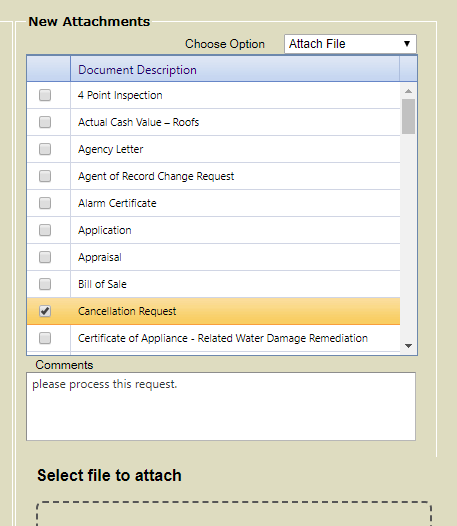 New Attachments
Choose Option Attach File
Document Description
4 Point Inspection
Actual Cash Value – Roofs
Agency Letter
Agent of Record Change Request
Alarm Certificate
Application
Appraisal
Bill of Sale
Cancellation Request
Certificate of Appliance - Related Water Damage Remediation
Comments
please process this request.
Select file to attach